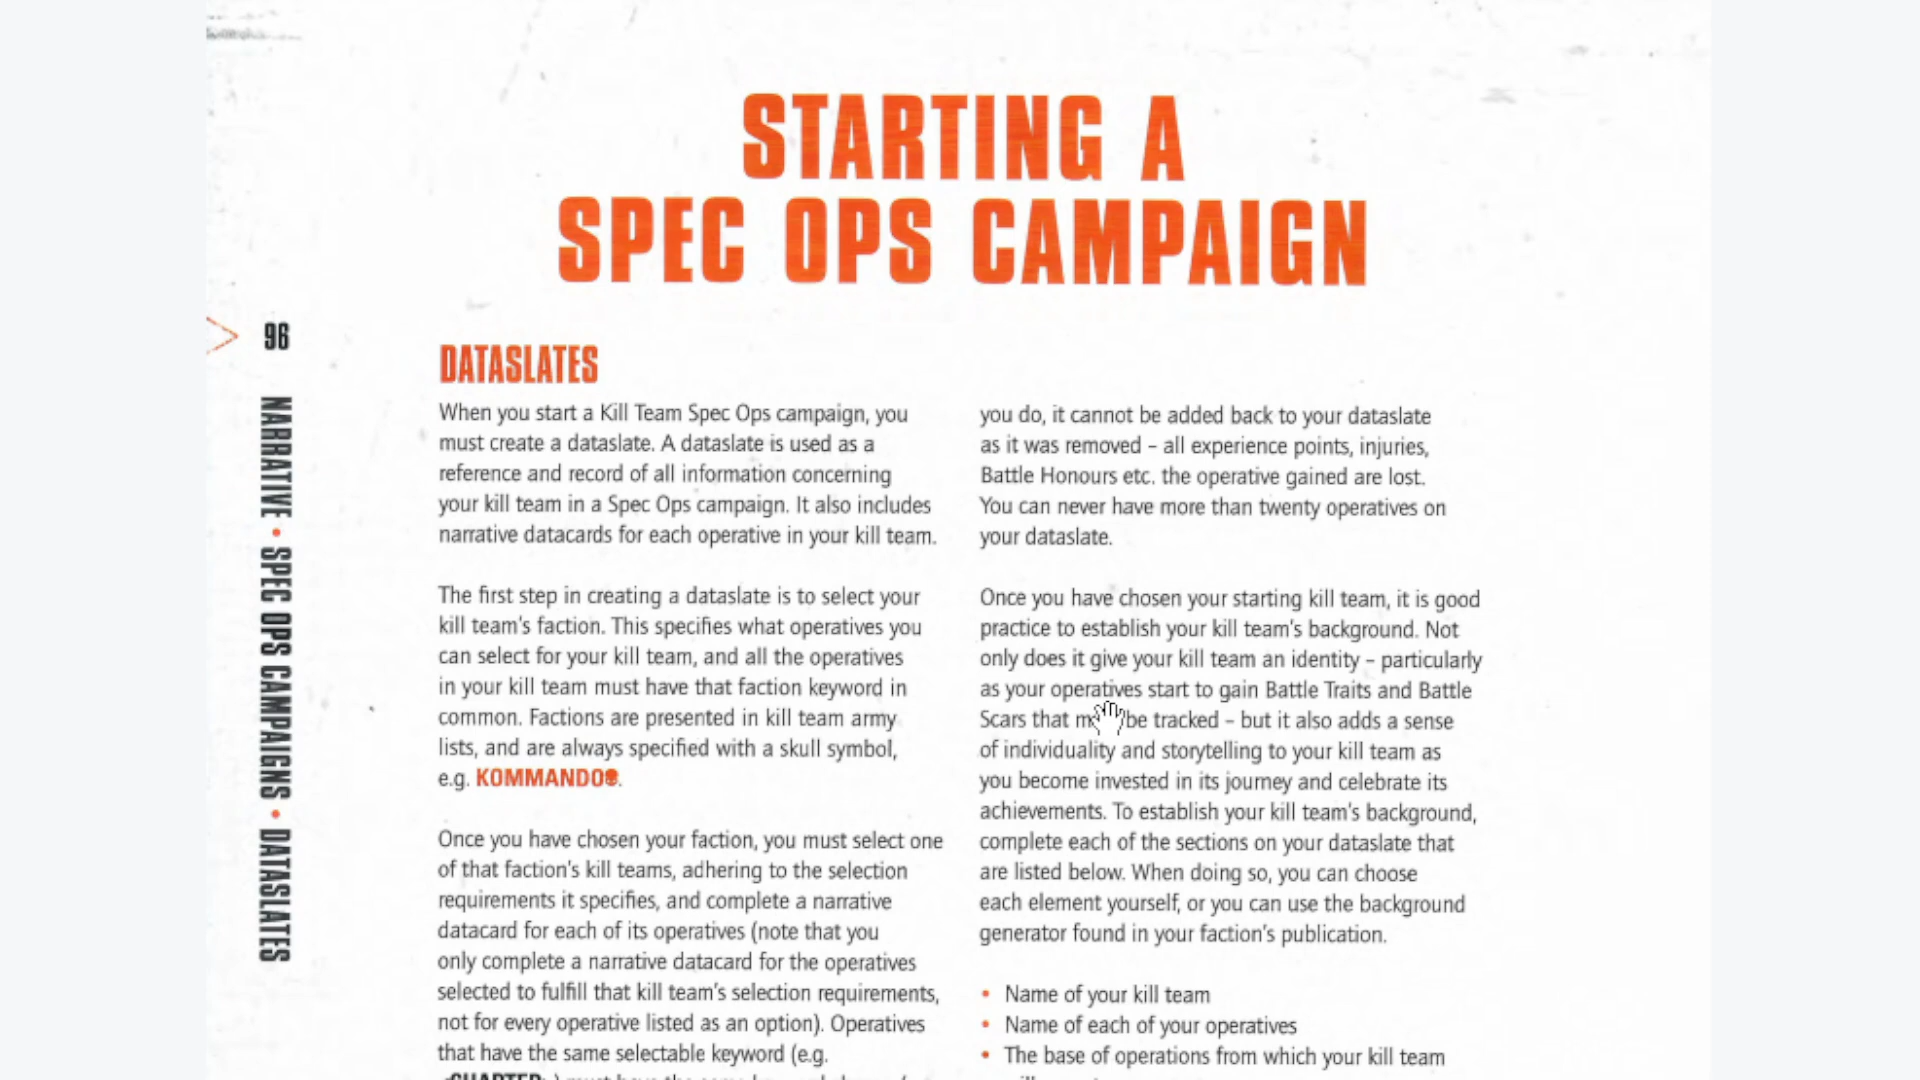 STARTING A
SPEC OPS CAMPAIGN
96
NARRATIVE • SPEC OPS CAMPAIGNS • DATASLATES
DATASLATES
When you start a Kill Team Spec Ops campaign, you
must create a dataslate. A dataslate is used as a
reference and record of all information concerning
your kill team in a Spec Ops campaign. It also includes
narrative datacards for each operative in your kill team.
The first step in creating a dataslate is to select your
kill team's faction. This specifies what operatives you
can select for your kill team, and all the operatives
in your kill team must have that faction keyword in
common. Factions are presented in kill team army
lists, and are always specified with a skull symbol,
e.g. KOMMANDO.
Once you have chosen your faction, you must select one
of that faction's kill teams, adhering to the selection
requirements it specifies, and complete a narrative
datacard for each of its operatives (note that you
only complete a narrative datacard for the operatives
selected to fulfill that kill team's selection requirements,
not for every operative listed as an option). Operatives
that have the same selectable keyword (e.g.
you do, it cannot be added back to your dataslate
as it was removed – all experience points, injuries,
Battle Honours etc. the operative gained are lost.
You can never have more than twenty operatives on
your dataslate.
Once you have chosen your starting kill team, it is good
practice to establish your kill team's background. Not
only does it give your kill team an identity – particularly
as your operatives start to gain Battle Traits and Battle
Scars that be tracked – but it also adds a sense
of individuality and storytelling to your kill team as
you become invested in its journey and celebrate its
achievements. To establish your kill team's background,
complete each of the sections on your dataslate that
are listed below. When doing so, you can choose
each element yourself, or you can use the background
generator found in your faction's publication.
• Name of your kill team
• Name of each of your operatives
• The base of operations from which your kill team